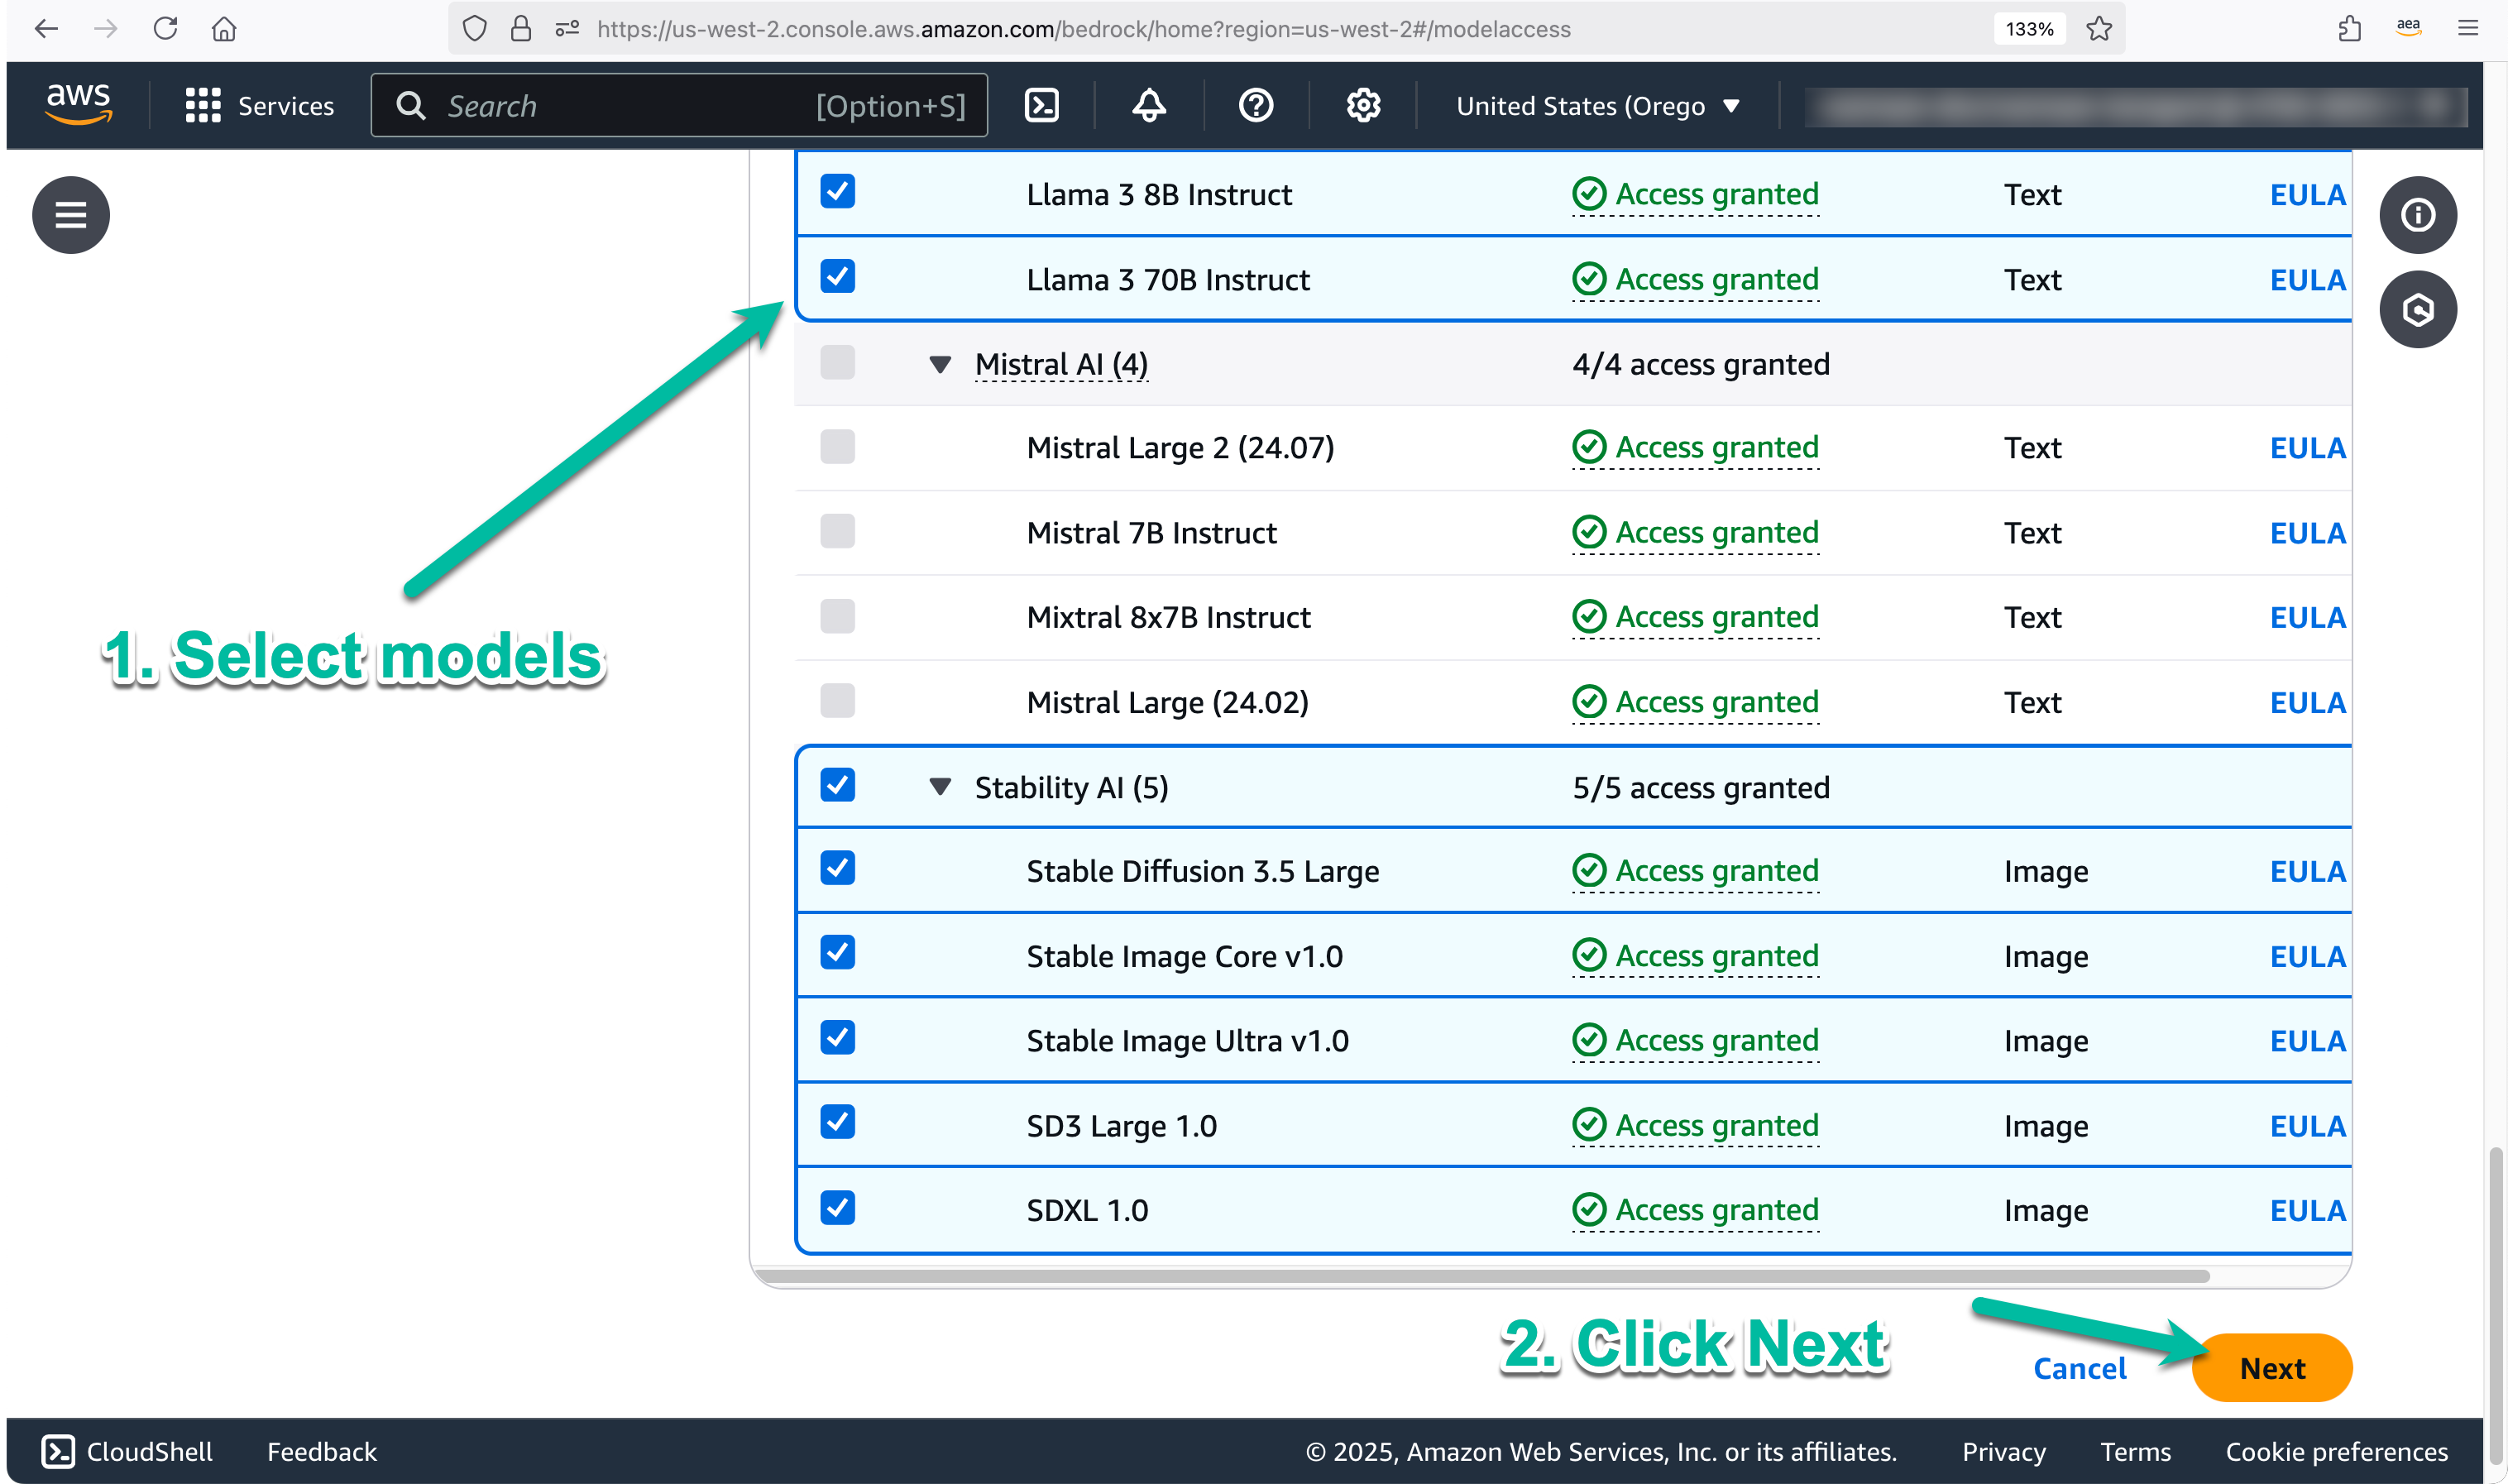 https://us-west-2.console.aws.amazon.com/bedrock/home?region=us-west-2#/modelaccess 133% aea
aws Services Search [Option+S] United States (Orego
Llama 3 8B Instruct Access granted Text EULA
Llama 3 70B Instruct Access granted Text EULA
Mistral AI (4) 4/4 access granted
Mistral Large 2 (24.07) Access granted Text EULA
Mistral 7B Instruct Access granted Text EULA
Mixtral 8x7B Instruct Access granted Text EULA
1. Select models
Mistral Large (24.02) Access granted Text EULA
Stability AI (5) 5/5 access granted
Stable Diffusion 3.5 Large Access granted Image EULA
Stable Image Core v1.0 Access granted Image EULA
Stable Image Ultra v1.0 Access granted Image EULA
SD3 Large 1.0 Access granted Image EULA
SDXL 1.0 Access granted Image EULA
2. Click Next
Cancel Next
CloudShell Feedback © 2025, Amazon Web Services, Inc. or its affiliates. Privacy Terms Cookie preferences